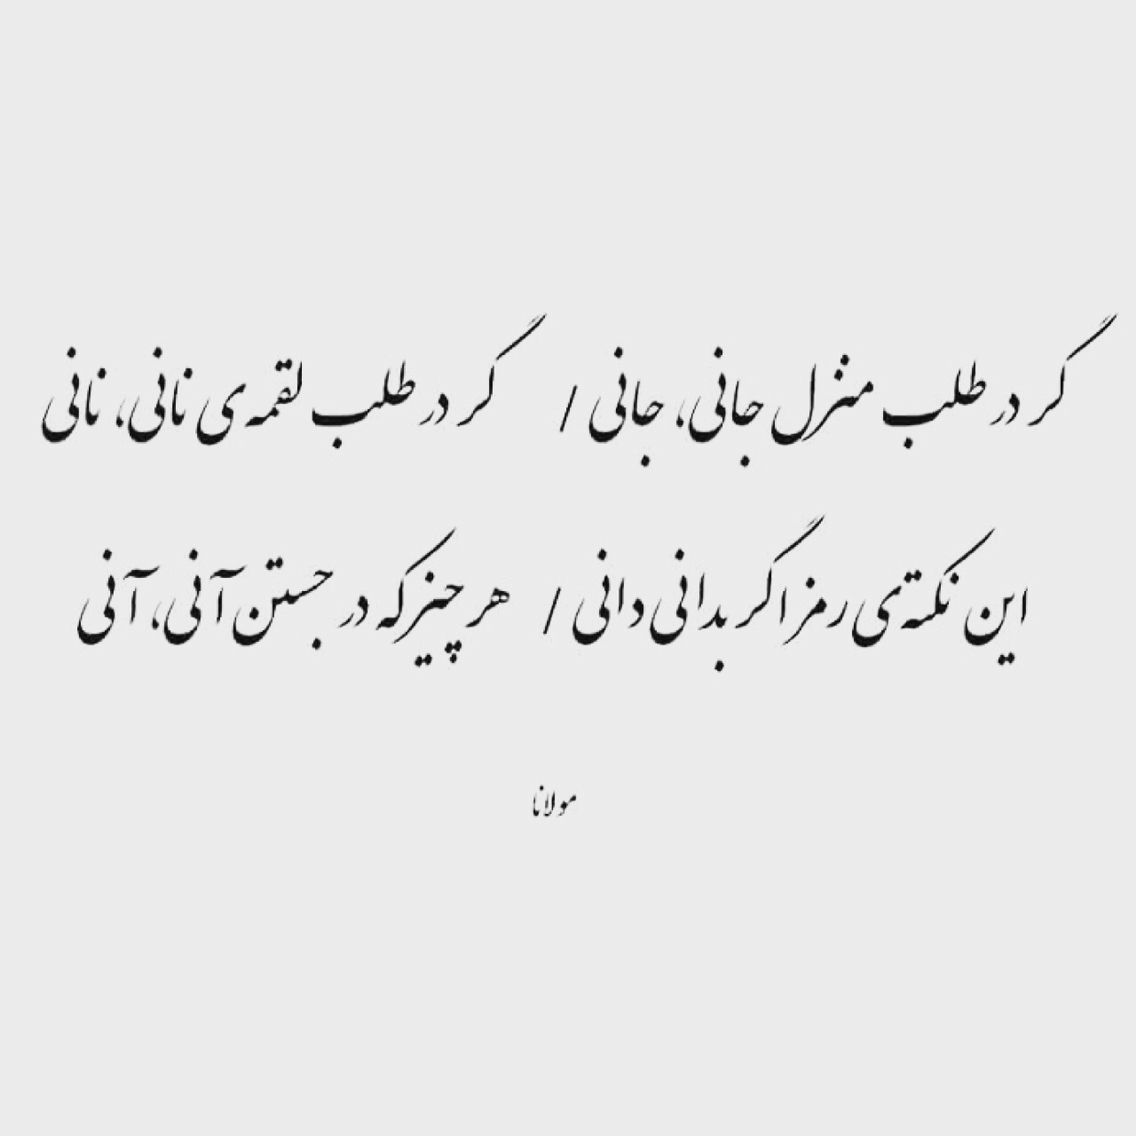 گر در طلب منزل جانی، جانی / گر در طلب لقمه‌ی نانی، نانی
این نکته‌ی رمز اگر بدانی دانی / هر چیز که در جستن آنی، آنی
مولانا